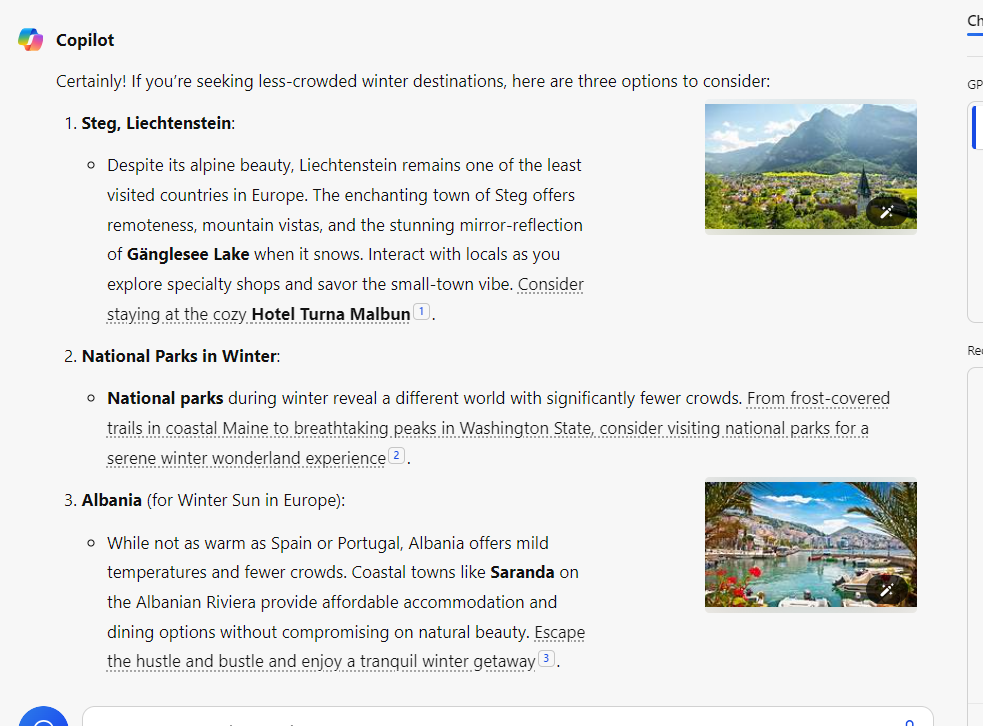 Copilot
Certainly! If you’re seeking less-crowded winter destinations, here are three options to consider:
1. Steg, Liechtenstein:
Despite its alpine beauty, Liechtenstein remains one of the least
visited countries in Europe. The enchanting town of Steg offers
remoteness, mountain vistas, and the stunning mirror-reflection
of Gänglesee Lake when it snows. Interact with locals as you
explore specialty shops and savor the small-town vibe. Consider
staying at the cozy Hotel Turna Malbun 1.
2. National Parks in Winter:
National parks during winter reveal a different world with significantly fewer crowds. From frost-covered
trails in coastal Maine to breathtaking peaks in Washington State, consider visiting national parks for a
serene winter wonderland experience 2.
3. Albania (for Winter Sun in Europe):
While not as warm as Spain or Portugal, Albania offers mild
temperatures and fewer crowds. Coastal towns like Saranda on
the Albanian Riviera provide affordable accommodation and
dining options without compromising on natural beauty. Escape
the hustle and bustle and enjoy a tranquil winter getaway 3.
Ch
GP
Rec